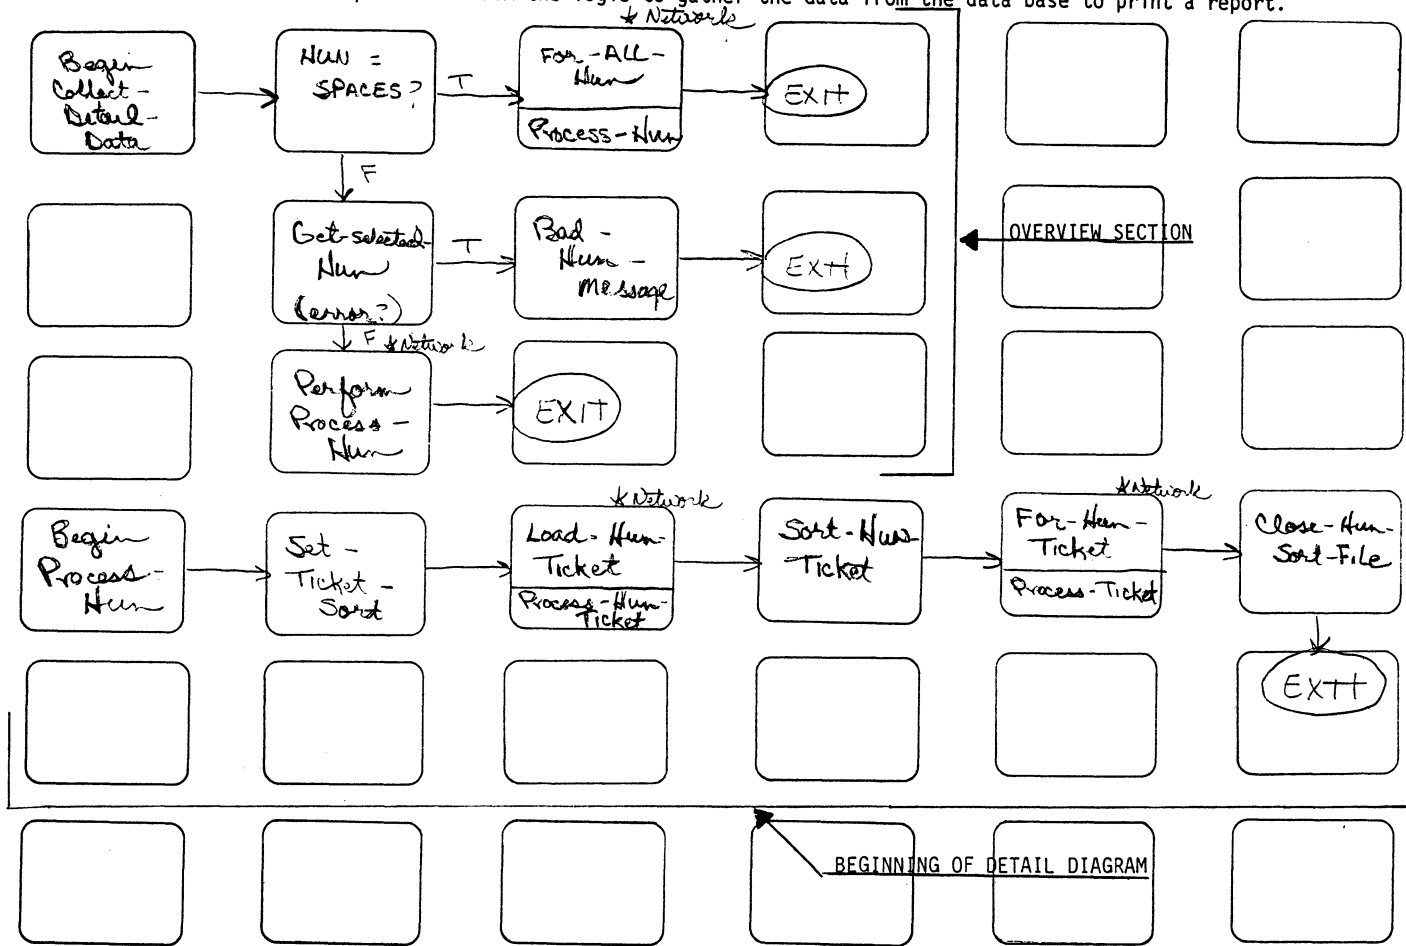 the logic to gather the data from the data base to print a report.
* Network
Begin
Collect-
Detail-
Data
HUN =
SPACES?
T
For-ALL-
Hun
Process-Hun
EXIT
F
Get-selected-
Hun
(error?)
T
Bad-
Hun-
Message
EXIT
OVERVIEW SECTION
F
*Network
Perform
Process-
Hun
EXIT
*Network
*Network
Begin
Process-
Hun
Set-
Ticket-
Sort
Load-Hun-
Ticket
Process-Hun-
Ticket
Sort-Hun-
Ticket
For-Hun-
Ticket
Process-Ticket
Close-Hun-
Sort-File
EXIT
BEGINNING OF DETAIL DIAGRAM